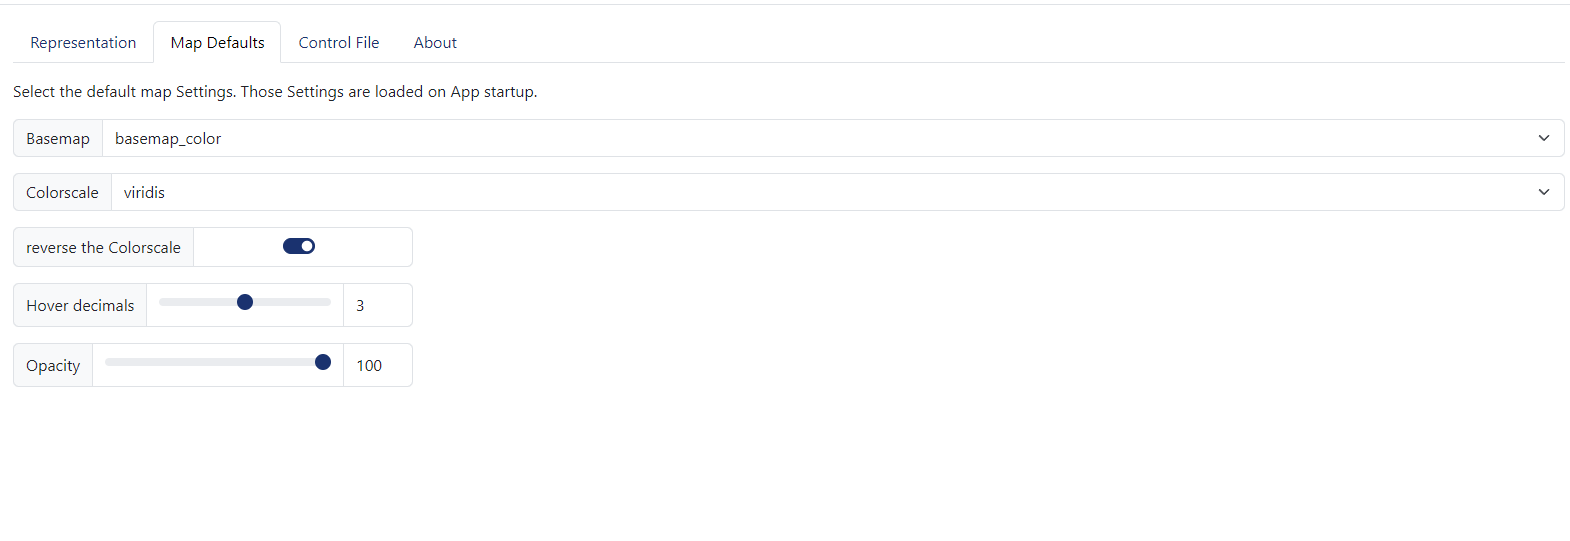 Representation Map Defaults Control File About
Select the default map Settings. Those Settings are loaded on App startup.
Basemap basemap_color
Colorscale viridis
reverse the Colorscale
Hover decimals 3
Opacity 100